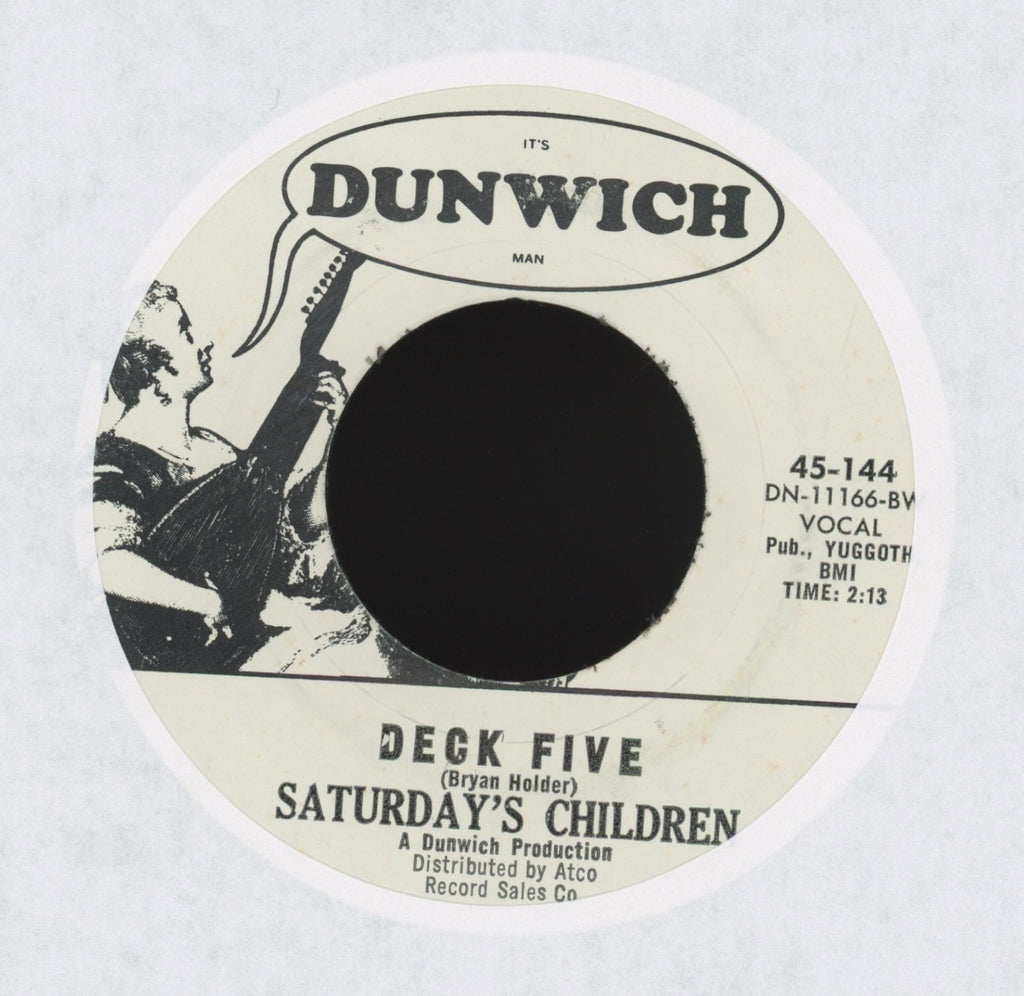 IT'S
DUNWICH
MAN
45-144
DN-11166-BW
VOCAL
Pub., YUGGOTH
BMI
TIME: 2:13
DECK FIVE
(Bryan Holder)
SATURDAY'S CHILDREN
A Dunwich Production
Distributed by Atco
Record Sales Co.